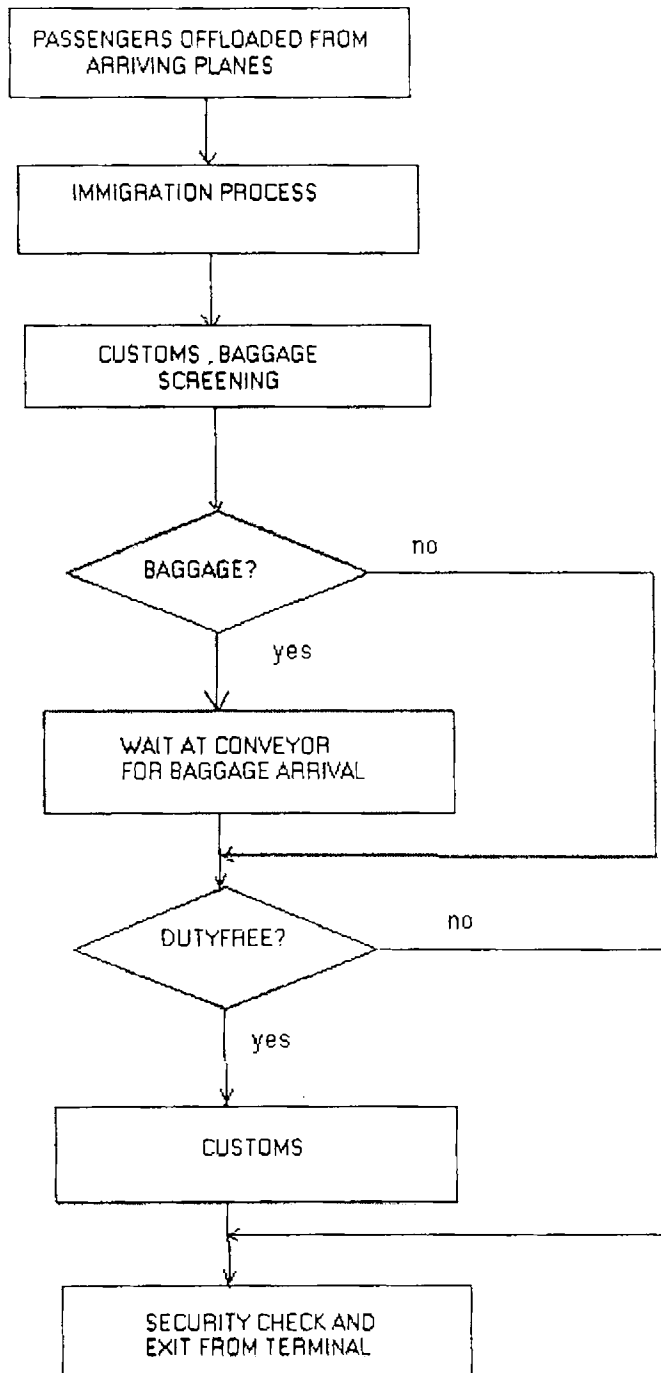 PASSENGERS OFFLOADED FROM
ARRIVING PLANES
IMMIGRATION PROCESS
CUSTOMS , BAGGAGE
SCREENING
BAGGAGE?
no
yes
WAIT AT CONVEYOR
FOR BAGGAGE ARRIVAL
DUTYFREE?
no
yes
CUSTOMS
SECURITY CHECK AND
EXIT FROM TERMINAL